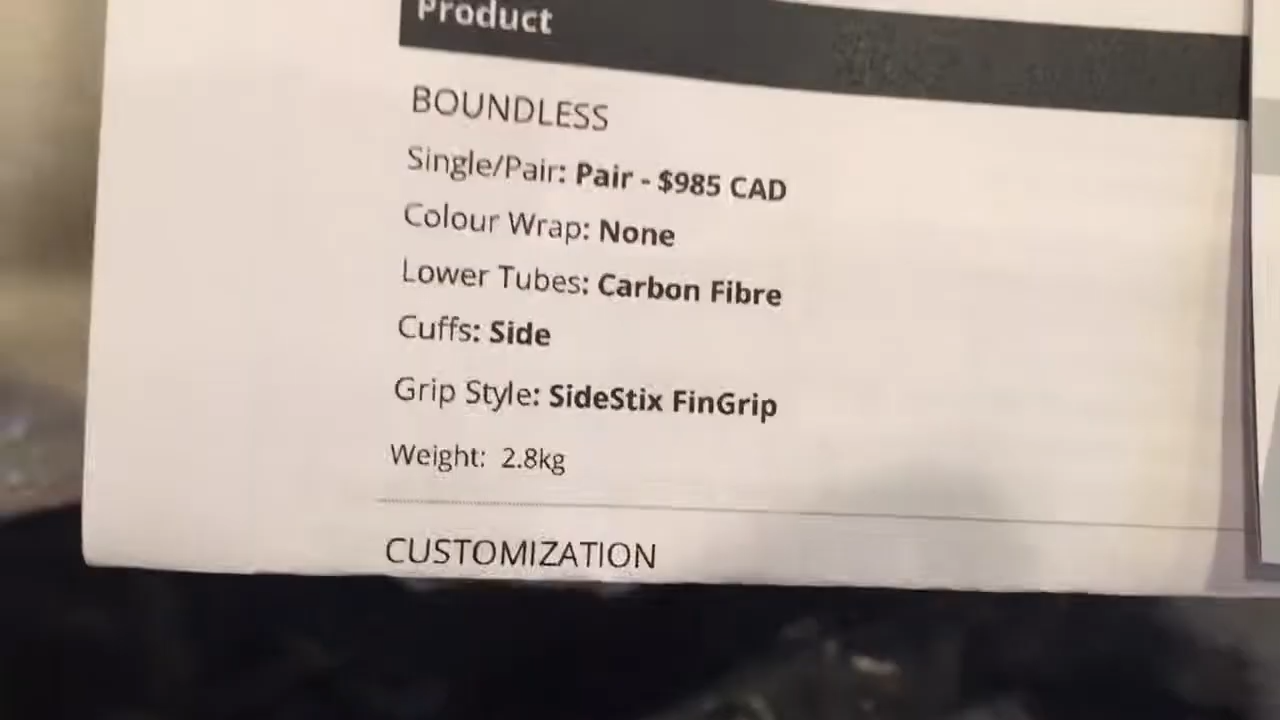 Product
BOUNDLESS
Single/Pair: Pair - $985 CAD
Colour Wrap: None
Lower Tubes: Carbon Fibre
Cuffs: Side
Grip Style: SideStix FinGrip
Weight: 2.8kg
CUSTOMIZATION